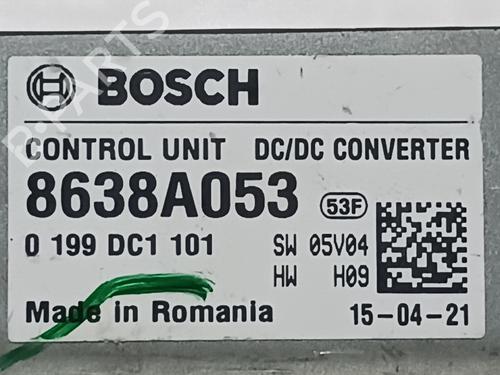 B-PARTS
BOSCH
CONTROL UNIT DC/DC CONVERTER
8638A053 53F
0 199 DC1 101 SW 05V04
HW H09
Made in Romania 15-04-21